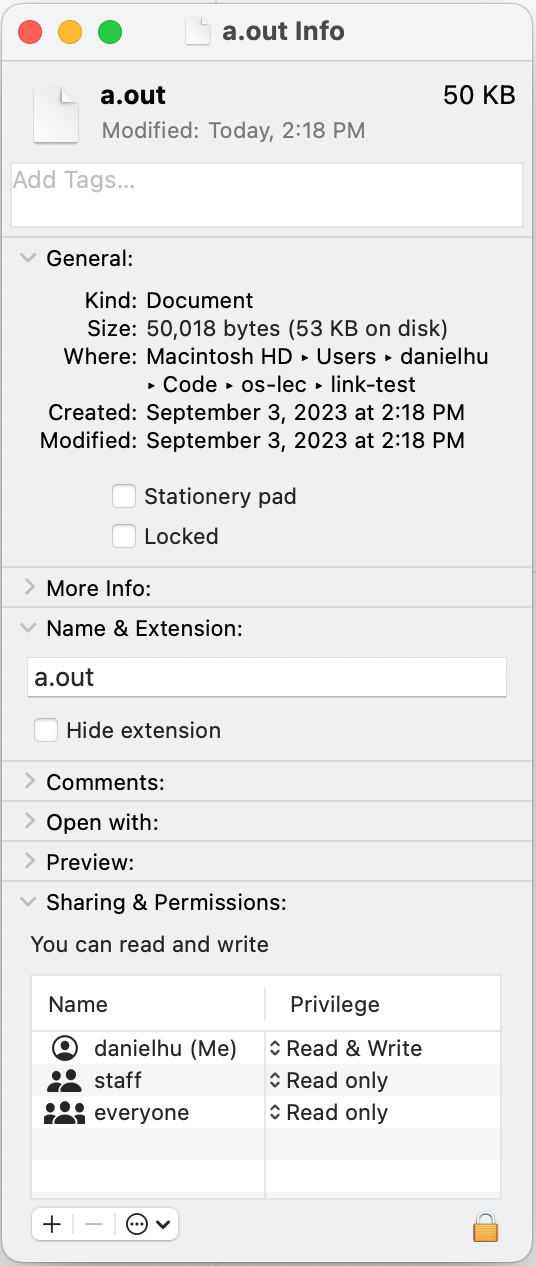 a.out Info
a.out 50 KB
Modified: Today, 2:18 PM
Add Tags...
General:
Kind: Document
Size: 50,018 bytes (53 KB on disk)
Where: Macintosh HD ‣ Users ‣ danielhu
‣ Code ‣ os-lec ‣ link-test
Created: September 3, 2023 at 2:18 PM
Modified: September 3, 2023 at 2:18 PM
Stationery pad
Locked
More Info:
Name & Extension:
a.out
Hide extension
Comments:
Open with:
Preview:
Sharing & Permissions:
You can read and write
Name Privilege
danielhu (Me) Read & Write
staff Read only
everyone Read only